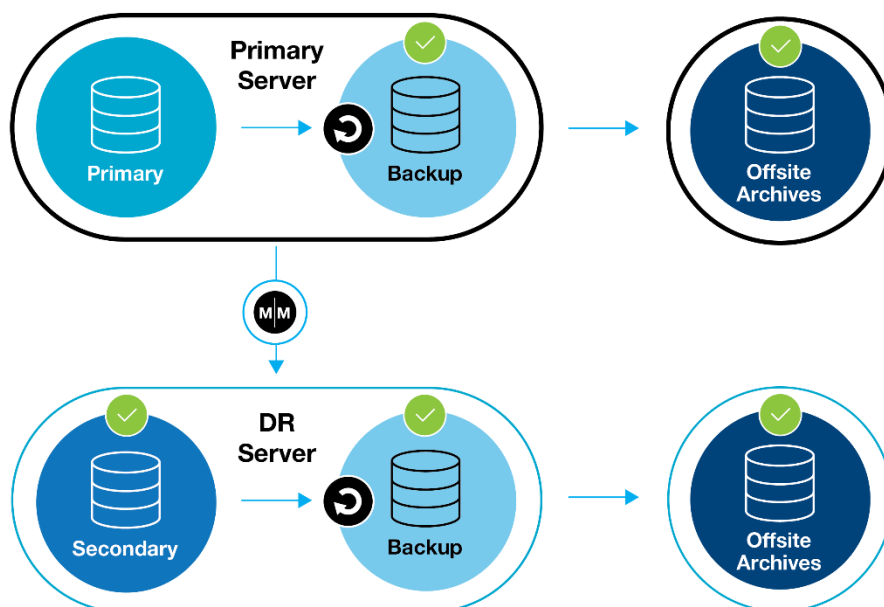 Primary
Server
Primary
Backup
Offsite
Archives
M|M
DR
Server
Secondary
Backup
Offsite
Archives